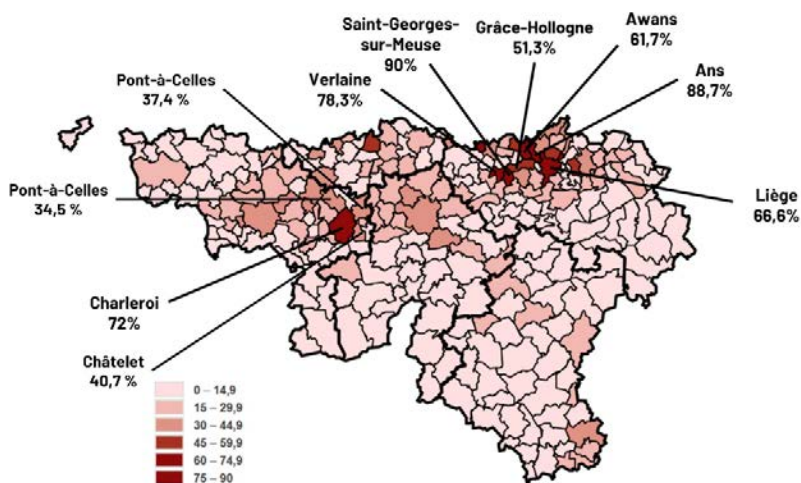 Saint-Georges-
sur-Meuse
90%
Grâce-Hollogne
51,3%
Awans
61,7%
Pont-à-Celles
37,4 %
Verlaine
78,3%
Ans
88,7%
Pont-à-Celles
34,5 %
Liège
66,6%
Charleroi
72%
Châtelet
40,7 %
0 – 14,9
15 – 29,9
30 – 44,9
45 – 59,9
60 – 74,9
75 – 90